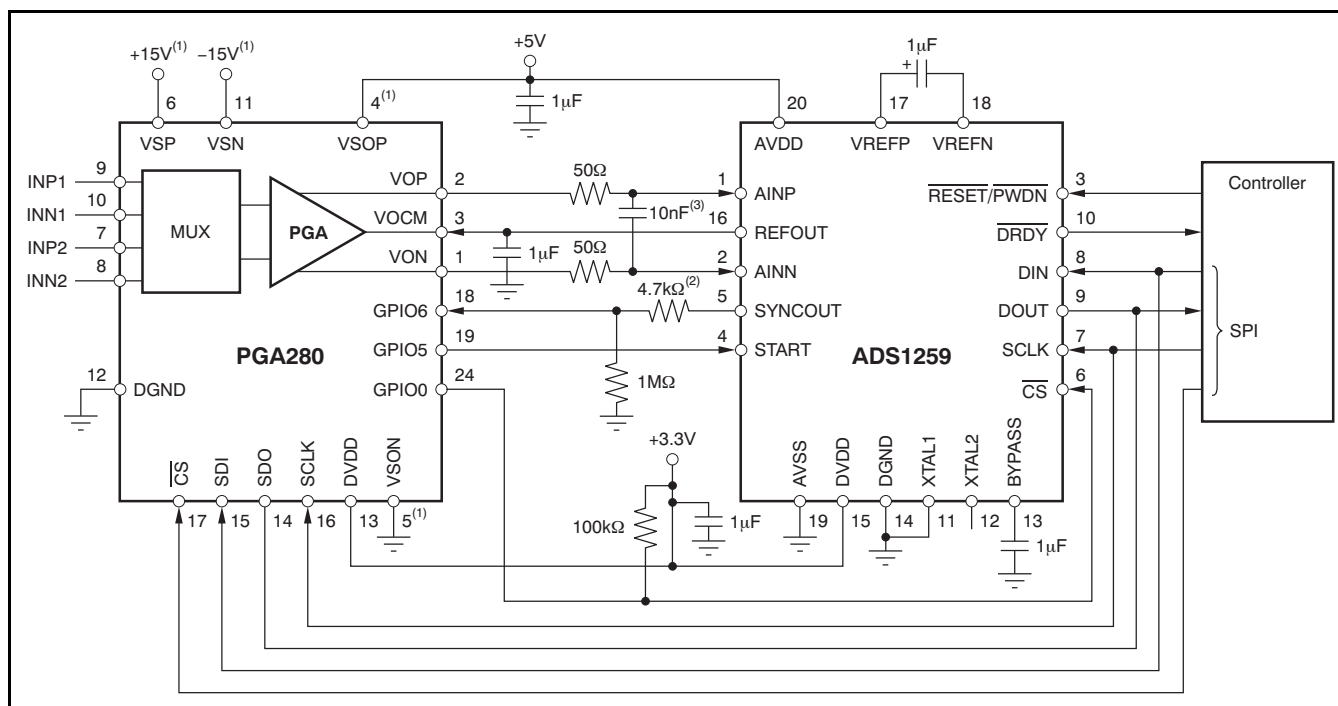 +5V
1μF
+15V(1) −15V(1)
+
6 11 4(1) 1μF 20 17 18
VSP VSN VSOP AVDD VREFP VREFN
INP1 9
INN1 10
INP2 7
INN2 8
MUX
PGA
VOP 2 50Ω 1 AINP
VOCM 3 10nF(3) 16 REFOUT
1μF
VON 1 50Ω 2 AINN
GPIO6 18 4.7kΩ(2) 5 SYNCOUT
GPIO5 19 4 START
GPIO0 24
1MΩ
PGA280
ADS1259
12 DGND
RESET/PWDN 3
DRDY 10
DIN 8
DOUT 9
SCLK 7
CS 6
Controller
SPI
+3.3V
100kΩ 1μF
CS SDI SDO SCLK DVDD VSON
17 15 14 16 13 5(1)
AVSS DVDD DGND XTAL1 XTAL2 BYPASS
19 15 14 11 12 13
1μF